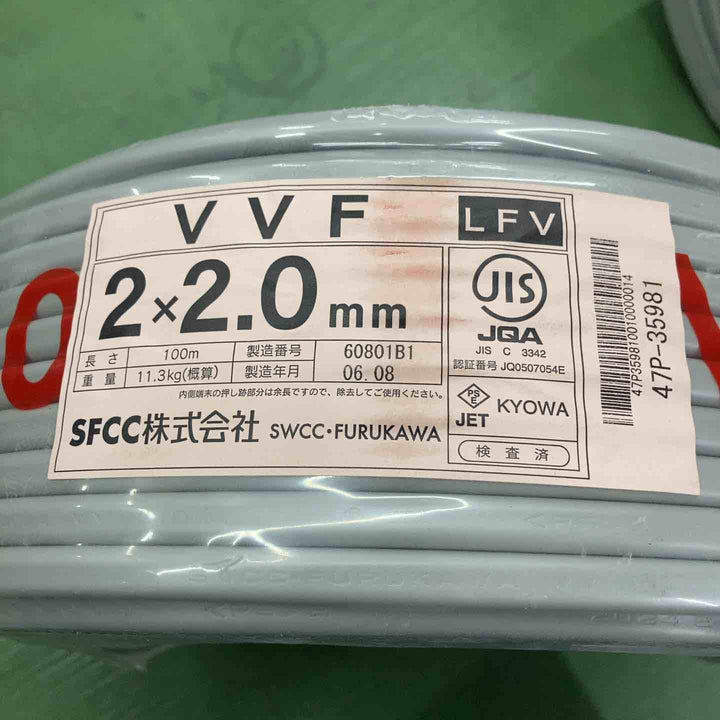 VVF LFV
2×2.0mm
長さ 100m 製造番号 60801B1
重量 11.3kg(概算) 製造年月 06.08
内側端末の押し跡部分は余長ですので、除去してご使用ください。
SFCC株式会社 SWCC・FURUKAWA
JIS
JQA
JIS C 3342
認証番号 JQ0507054E
PSE
JET KYOWA
検査済
47P3598100100000014
47P-35981
0